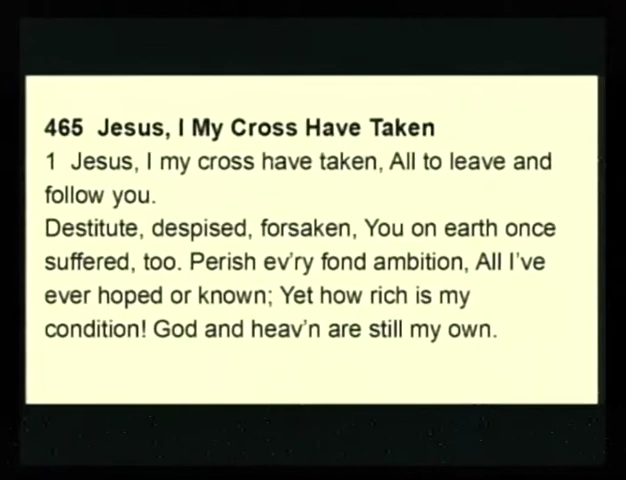 465 Jesus, I My Cross Have Taken
1 Jesus, I my cross have taken, All to leave and
follow you.
Destitute, despised, forsaken, You on earth once
suffered, too. Perish ev'ry fond ambition, All I've
ever hoped or known; Yet how rich is my
condition! God and heav'n are still my own.